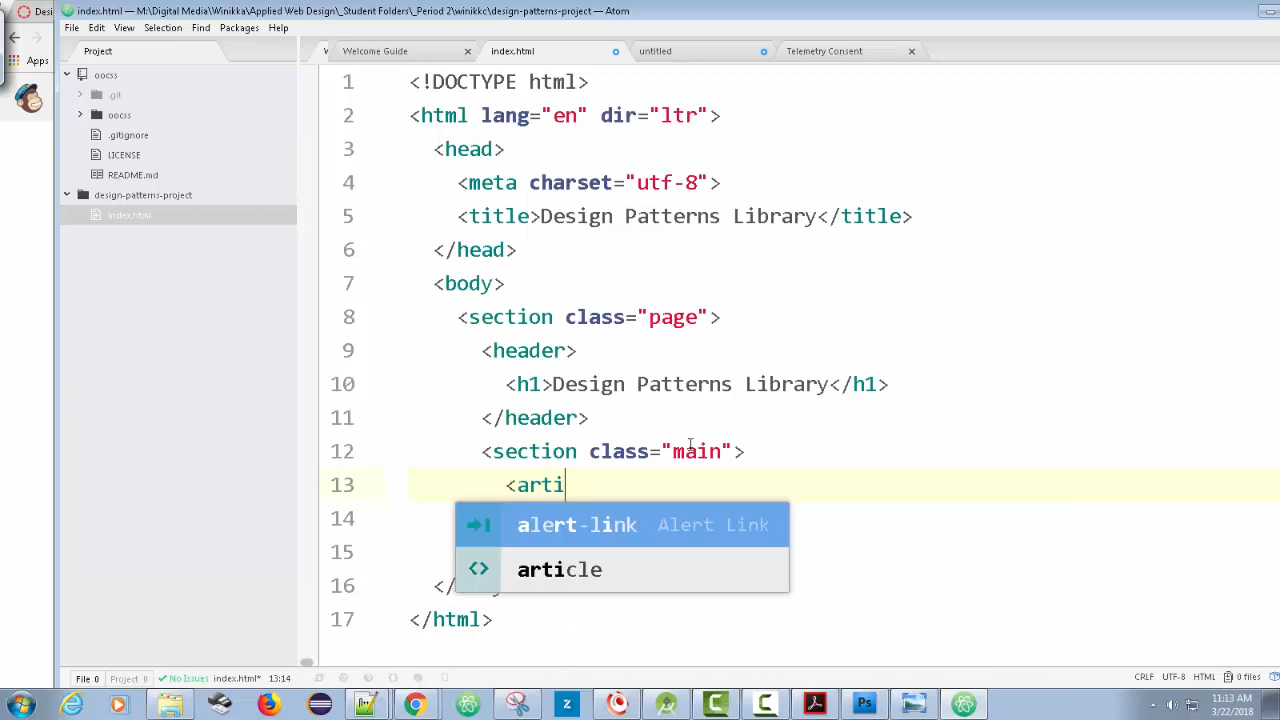 Desi
index.html — M:\Digital Media\Winikka\Applied Web Design\_Student Folders\_Period 2\winikkc\design-patterns-project — Atom
File Edit View Selection Find Packages Help
Apps
Project
Welcome Guide
index.html
untitled
Telemetry Consent
oocss
.git
oocss
.gitignore
LICENSE
README.md
design-patterns-project
index.html
1 <!DOCTYPE html>
2 <html lang="en" dir="ltr">
3 <head>
4 <meta charset="utf-8">
5 <title>Design Patterns Library</title>
6 </head>
7 <body>
8 <section class="page">
9 <header>
10 <h1>Design Patterns Library</h1>
11 </header>
12 <section class="main">
13 <arti
alert-link Alert Link
<> article
14
15
16 </
17 </html>
File 0 Project 0 No Issues index.html* 13:14
CRLF UTF-8 HTML 0 files
11:13 AM
3/22/2018